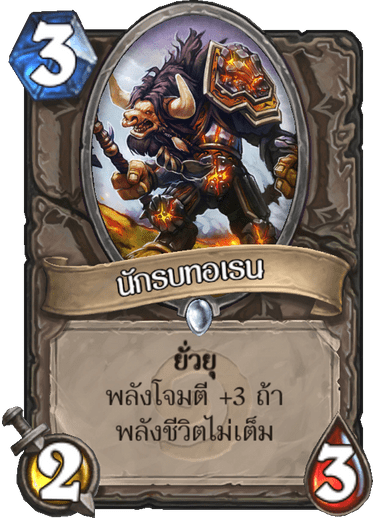 3
นักรบทอเรน
ยั่วยุ
พลังโจมตี +3 ถ้า
พลังชีวิตไม่เต็ม
2
3